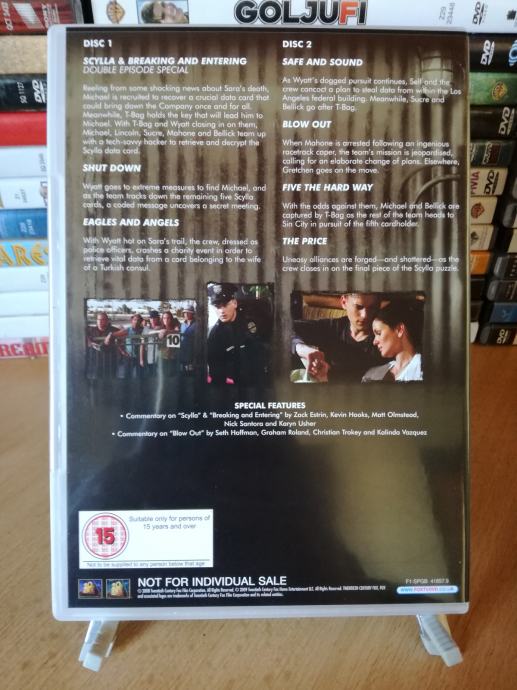 GOLJUFI
DISC 1
SCYLLA & BREAKING AND ENTERING
DOUBLE EPISODE SPECIAL
Reeling from some shocking news about Sara's death,
Michael is recruited to recover a crucial data card that
could bring down the Company once and for all.
Meanwhile, T-Bag holds the key that will lead him to
Michael. With T-Bag and Wyatt closing in on them,
Michael, Lincoln, Sucre, Mahone and Bellick team up
with a tech-savvy hacker to retrieve and decrypt the
Scylla data card.
SHUT DOWN
Wyatt goes to extreme measures to find Michael, and
as the team tracks down the remaining five Scylla
cards, a coded message uncovers a secret meeting.
EAGLES AND ANGELS
With Wyatt hot on Sara's trail, the crew, dressed as
police officers, crashes a charity event in order to
retrieve vital data from a card belonging to the wife
of a Turkish consul.
DISC 2
SAFE AND SOUND
As Wyatt's dogged pursuit continues, Self and the
crew concoct a plan to steal data from within the Los
Angeles federal building. Meanwhile, Sucre and
Bellick go after T-Bag.
BLOW OUT
When Mahone is arrested following an ingenious
racetrack caper, the team's mission is jeopardised,
calling for an elaborate change of plans. Elsewhere,
Gretchen goes on the move.
FIVE THE HARD WAY
With the odds against them, Michael and Bellick are
captured by T-Bag as the rest of the team heads to
Sin City in pursuit of the fifth cardholder.
THE PRICE
Uneasy alliances are forged—and shattered—as the
crew closes in on the final piece of the Scylla puzzle.
10
SPECIAL FEATURES
• Commentary on "Scylla" & "Breaking and Entering" by Zack Estrin, Kevin Hooks, Matt Olmstead,
Nick Santora and Karyn Usher
• Commentary on "Blow Out" by Seth Hoffman, Graham Roland, Christian Trokey and Kalinda Vazquez
15
Suitable only for persons of
15 years and over
Not to be supplied to any person below that age
NOT FOR INDIVIDUAL SALE
F1-SPGB 41657.9
DVD
DVD
DVD